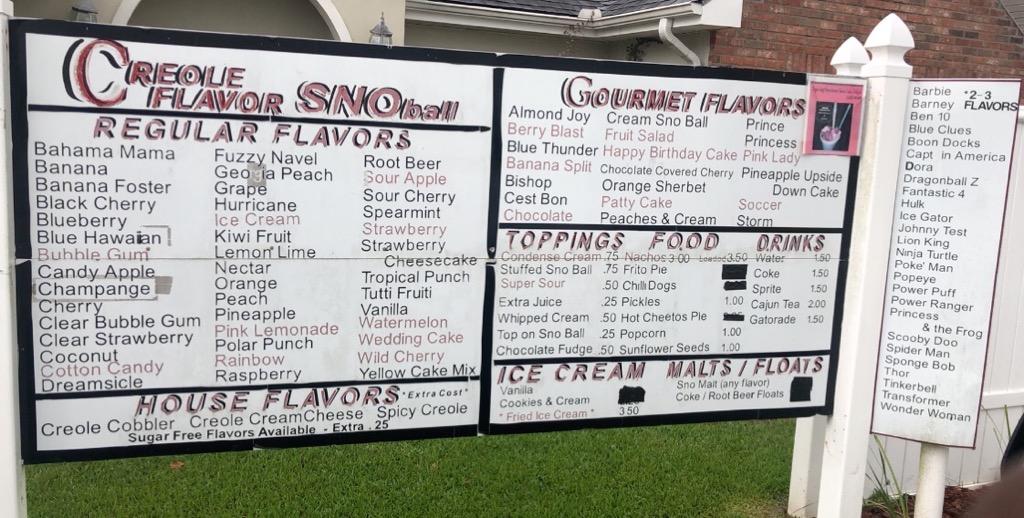 CREOLE
FLAVOR SNOball
REGULAR FLAVORS
Bahama Mama
Banana
Banana Foster
Black Cherry
Blueberry
Blue Hawaiian
Bubble Gum
Candy Apple
Champange
Cherry
Clear Bubble Gum
Clear Strawberry
Coconut
Cotton Candy
Dreamsicle
Fuzzy Navel
Georgia Peach
Grape
Hurricane
Ice Cream
Kiwi Fruit
Lemon Lime
Nectar
Orange
Peach
Pineapple
Pink Lemonade
Polar Punch
Rainbow
Raspberry
Root Beer
Sour Apple
Sour Cherry
Spearmint
Strawberry
Strawberry
Cheesecake
Tropical Punch
Tutti Fruiti
Vanilla
Watermelon
Wedding Cake
Wild Cherry
Yellow Cake Mix
HOUSE FLAVORS *Extra Cost*
Creole Cobbler Creole CreamCheese Spicy Creole
Sugar Free Flavors Available - Extra .25
GOURMET FLAVORS
Almond Joy
Berry Blast
Blue Thunder
Banana Split
Bishop
Cest Bon
Chocolate
Cream Sno Ball
Fruit Salad
Happy Birthday Cake
Chocolate Covered Cherry
Orange Sherbet
Patty Cake
Peaches & Cream
Prince
Princess
Pink Lady
Pineapple Upside
Down Cake
Soccer
Storm
TOPPINGS
Condense Cream .75
Stuffed Sno Ball .75
Super Sour .50
Extra Juice .25
Whipped Cream .50
Top on Sno Ball .25
Chocolate Fudge .50
FOOD
Nachos 3.00 Loaded 3.50
Frito Pie
Chilli Dogs
Pickles 1.00
Hot Cheetos Pie
Popcorn 1.00
Sunflower Seeds 1.00
DRINKS
Water 1.50
Coke 1.50
Sprite 1.50
Cajun Tea 2.00
Gatorade 1.50
ICE CREAM
Vanilla
Cookies & Cream
* Fried Ice Cream * 3.50
MALTS / FLOATS
Sno Malt (any flavor)
Coke / Root Beer Floats
*2-3
FLAVORS
Barbie
Barney
Ben 10
Blue Clues
Boon Docks
Capt in America
Dora
Dragonball Z
Fantastic 4
Hulk
Ice Gator
Johnny Test
Lion King
Ninja Turtle
Poke' Man
Popeye
Power Puff
Power Ranger
Princess
& the Frog
Scooby Doo
Spider Man
Sponge Bob
Thor
Tinkerbell
Transformer
Wonder Woman